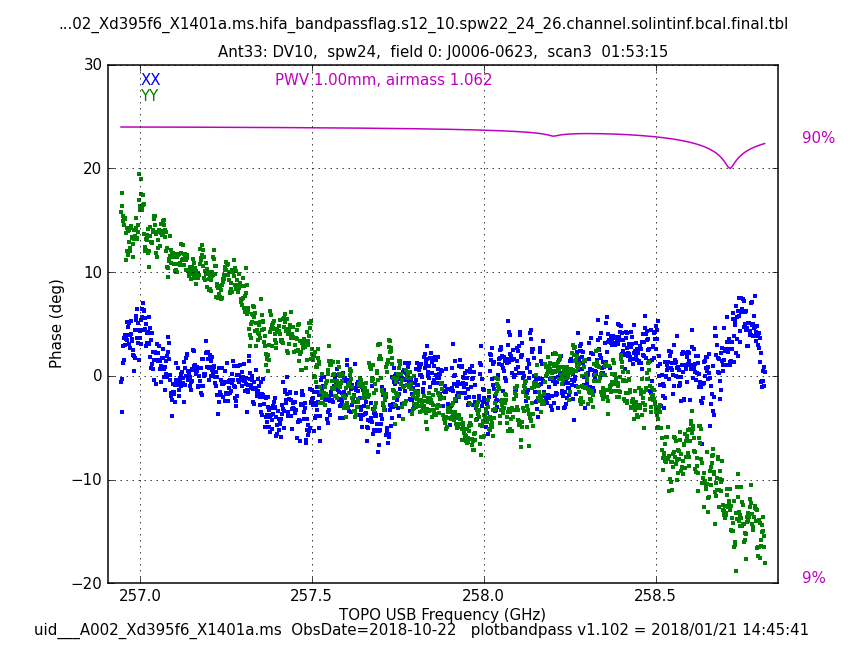 ...02_Xd395f6_X1401a.ms.hifa_bandpassflag.s12_10.spw22_24_26.channel.solintinf.bcal.final.tbl
Ant33: DV10,  spw24,  field 0: J0006-0623,  scan3  01:53:15
30
XX
PWV 1.00mm, airmass 1.062
YY
90%
20
10
Phase (deg)
0
−10
9%
−20
257.0
257.5
258.0
258.5
TOPO USB Frequency (GHz)
uid___A002_Xd395f6_X1401a.ms  ObsDate=2018-10-22   plotbandpass v1.102 = 2018/01/21 14:45:41